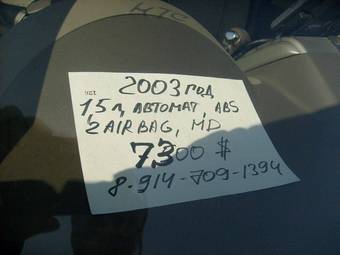 2003 год
1,5 л, автомат, ABS
2 AIRBAG, MD
7300 $
8-914-709-1394